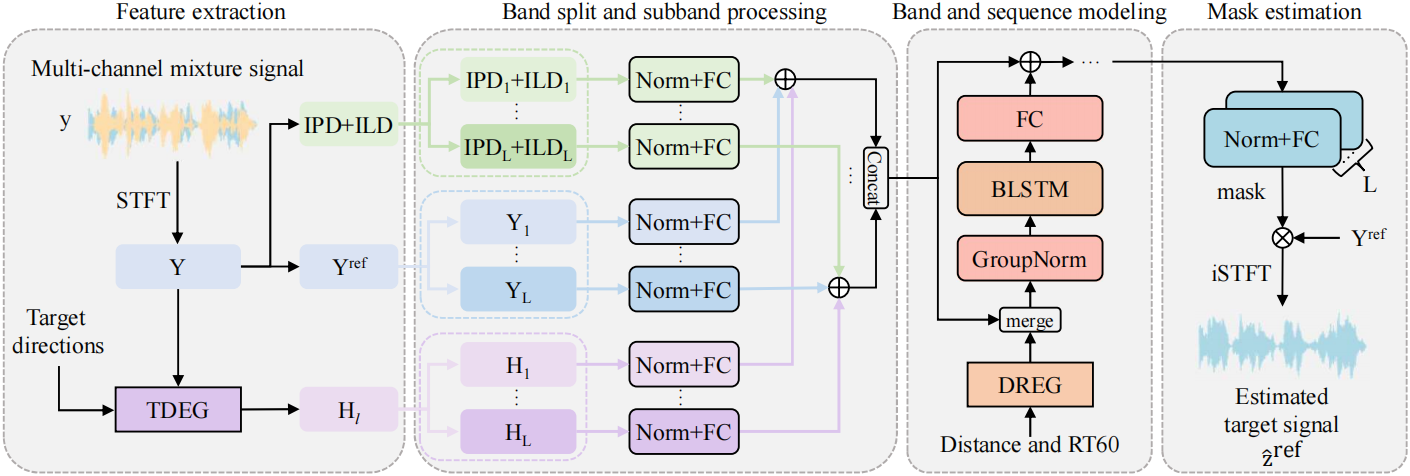 Feature extraction
Multi-channel mixture signal
y
STFT
Y
IPD+ILD
Y^ref
Target
directions
TDEG
H_l
Band split and subband processing
IPD_1+ILD_1
⋮
IPD_L+ILD_L
Y_1
⋮
Y_L
H_1
⋮
H_L
Norm+FC
⋮
Norm+FC
Norm+FC
⋮
Norm+FC
Norm+FC
⋮
Norm+FC
⋮
Concat
Band and sequence modeling
...
FC
BLSTM
GroupNorm
merge
DREG
Distance and RT60
Mask estimation
Norm+FC
L
mask
Y^ref
iSTFT
Estimated
target signal
ẑ^ref